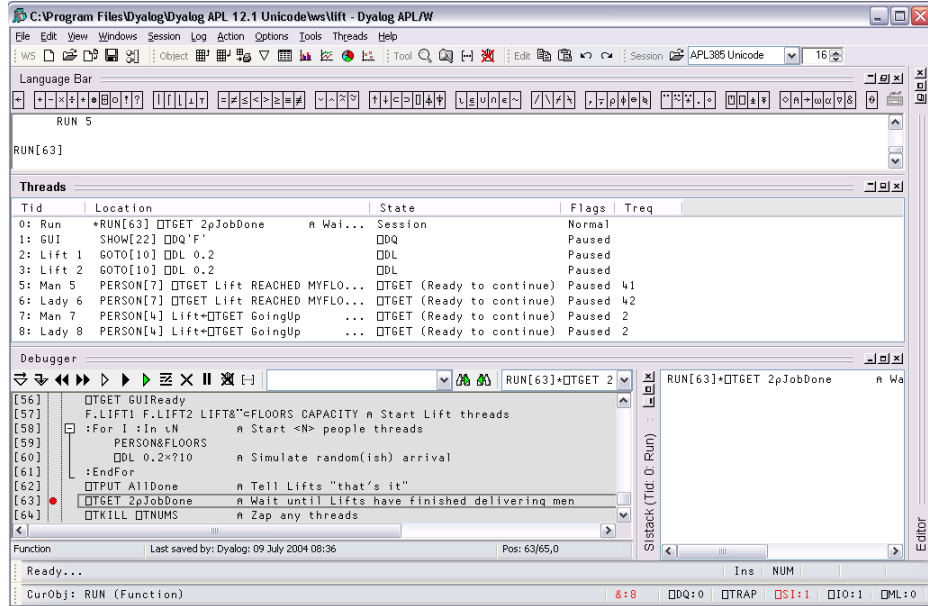 C:\Program Files\Dyalog\Dyalog APL 12.1 Unicode\ws\lift - Dyalog APL/W
File Edit View Windows Session Log Action Options Tools Threads Help
WS Object Tool Edit Session APL385 Unicode 16
Language Bar
RUN 5
RUN[63]
Threads
Tid Location State Flags Treq
0: Run *RUN[63] ⎕TGET 2⍴JobDone ⍝ Wai... Session Normal
1: GUI SHOW[22] ⎕DQ'F' ⎕DQ Paused
2: Lift 1 GOTO[10] ⎕DL 0.2 ⎕DL Paused
3: Lift 2 GOTO[10] ⎕DL 0.2 ⎕DL Paused
5: Man 5 PERSON[7] ⎕TGET Lift REACHED MYFLO... ⎕TGET (Ready to continue) Paused 41
6: Lady 6 PERSON[7] ⎕TGET Lift REACHED MYFLO... ⎕TGET (Ready to continue) Paused 42
7: Man 7 PERSON[4] Lift←⎕TGET GoingUp ... ⎕TGET (Ready to continue) Paused 2
8: Lady 8 PERSON[4] Lift←⎕TGET GoingUp ... ⎕TGET (Ready to continue) Paused 2
Debugger
RUN[63]*⎕TGET 2
[56] ⎕TGET GUIReady
[57] F.LIFT1 F.LIFT2 LIFT&¨⊂FLOORS CAPACITY ⍝ Start Lift threads
[58] :For I :In ⍳N ⍝ Start <N> people threads
[59] PERSON&FLOORS
[60] ⎕DL 0.2×?10 ⍝ Simulate random(ish) arrival
[61] :EndFor
[62] ⎕TPUT AllDone ⍝ Tell Lifts "that's it"
[63] ⎕TGET 2⍴JobDone ⍝ Wait until Lifts have finished delivering men
[64] ⎕TKILL ⎕TNUMS ⍝ Zap any threads
Function Last saved by: Dyalog: 09 July 2004 08:36 Pos: 63/65,0
SIstack (Tid: 0: Run)
RUN[63]*⎕TGET 2⍴JobDone ⍝ Wa
Editor
Ready... Ins NUM
CurObj: RUN (Function) &:8 ⎕DQ:0 ⎕TRAP ⎕SI:1 ⎕IO:1 ⎕ML:0